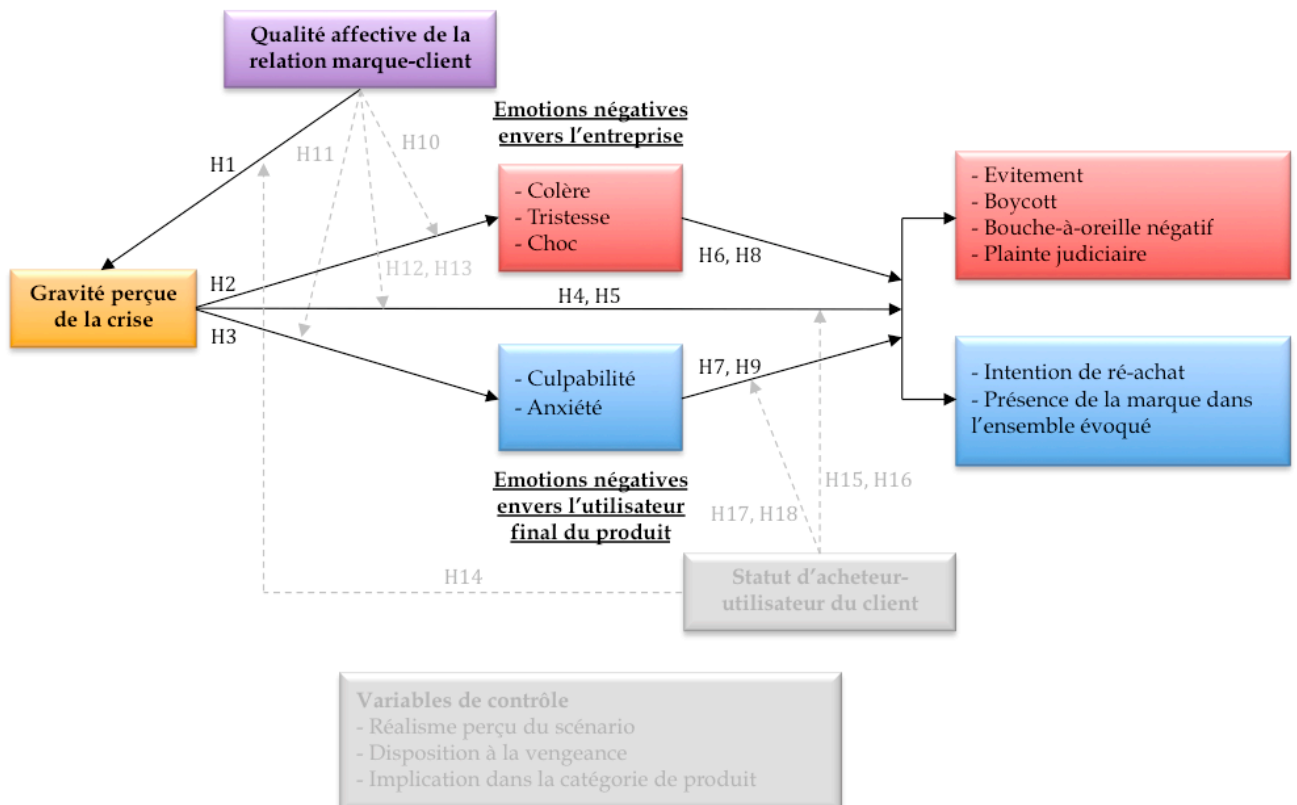 Qualité affective de la
relation marque-client
Emotions négatives
envers l'entreprise
H1
H11
H10
- Colère
- Tristesse
- Choc
- Evitement
- Boycott
- Bouche-à-oreille négatif
- Plainte judiciaire
H6, H8
H12, H13
Gravité perçue
de la crise
H2
H4, H5
H3
- Culpabilité
- Anxiété
H7, H9
- Intention de ré-achat
- Présence de la marque dans
l'ensemble évoqué
Emotions négatives
envers l'utilisateur
final du produit
H15, H16
H17, H18
H14
Statut d'acheteur-
utilisateur du client
Variables de contrôle
- Réalisme perçu du scénario
- Disposition à la vengeance
- Implication dans la catégorie de produit